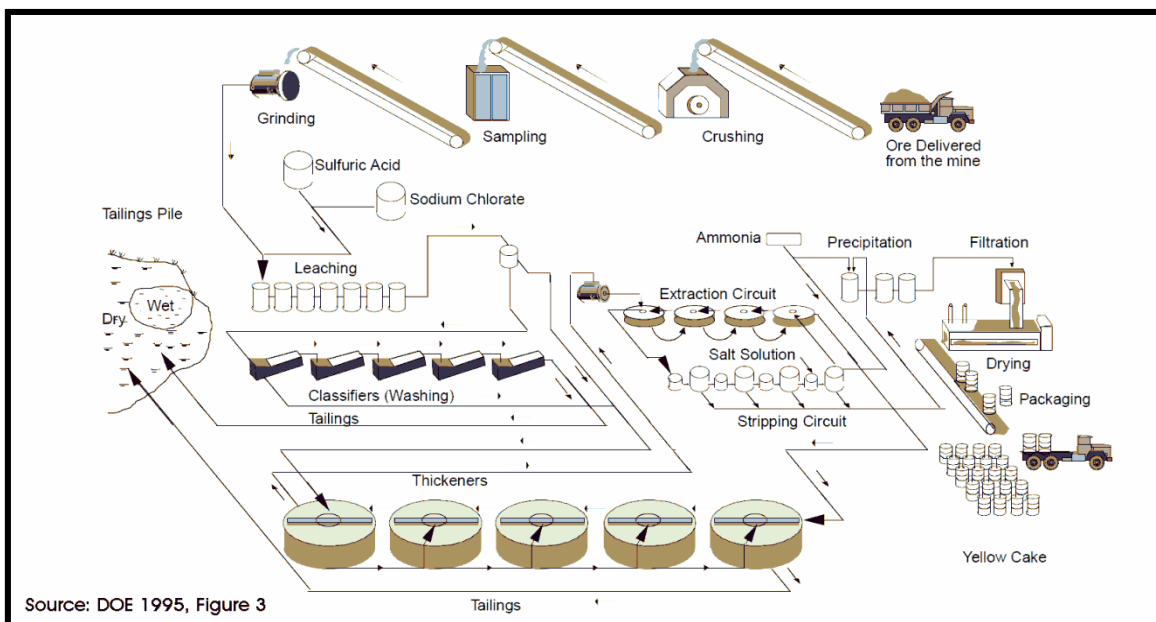 Grinding
Sampling
Crushing
Ore Delivered
from the mine
Sulfuric Acid
Sodium Chlorate
Tailings Pile
Ammonia
Precipitation
Filtration
Leaching
Extraction Circuit
Wet
Dry
Salt Solution
Drying
Classifiers (Washing)
Packaging
Tailings
Stripping Circuit
Thickeners
Yellow Cake
Tailings
Source: DOE 1995, Figure 3